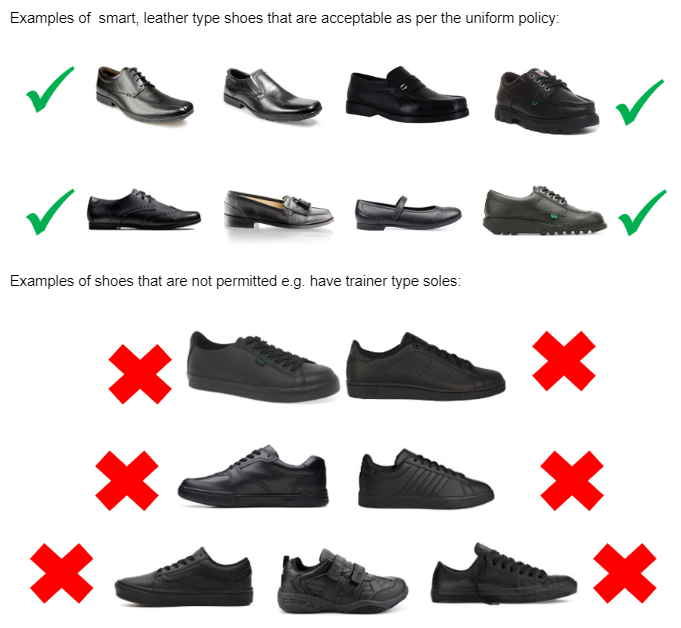 Examples of  smart, leather type shoes that are acceptable as per the uniform policy:
Examples of shoes that are not permitted e.g. have trainer type soles: